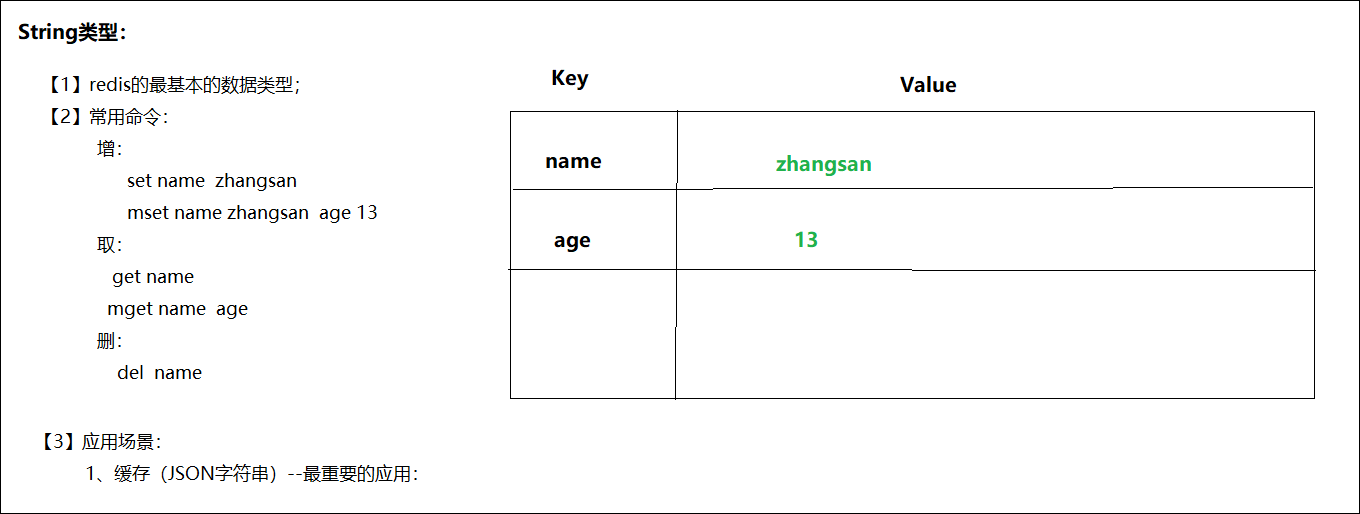 String类型：
【1】redis的最基本的数据类型；
【2】常用命令：
增：
set name  zhangsan
mset name zhangsan  age 13
取：
get name
mget name  age
删：
del  name
【3】应用场景：
1、缓存（JSON字符串）--最重要的应用：
Key Value
name zhangsan
age 13